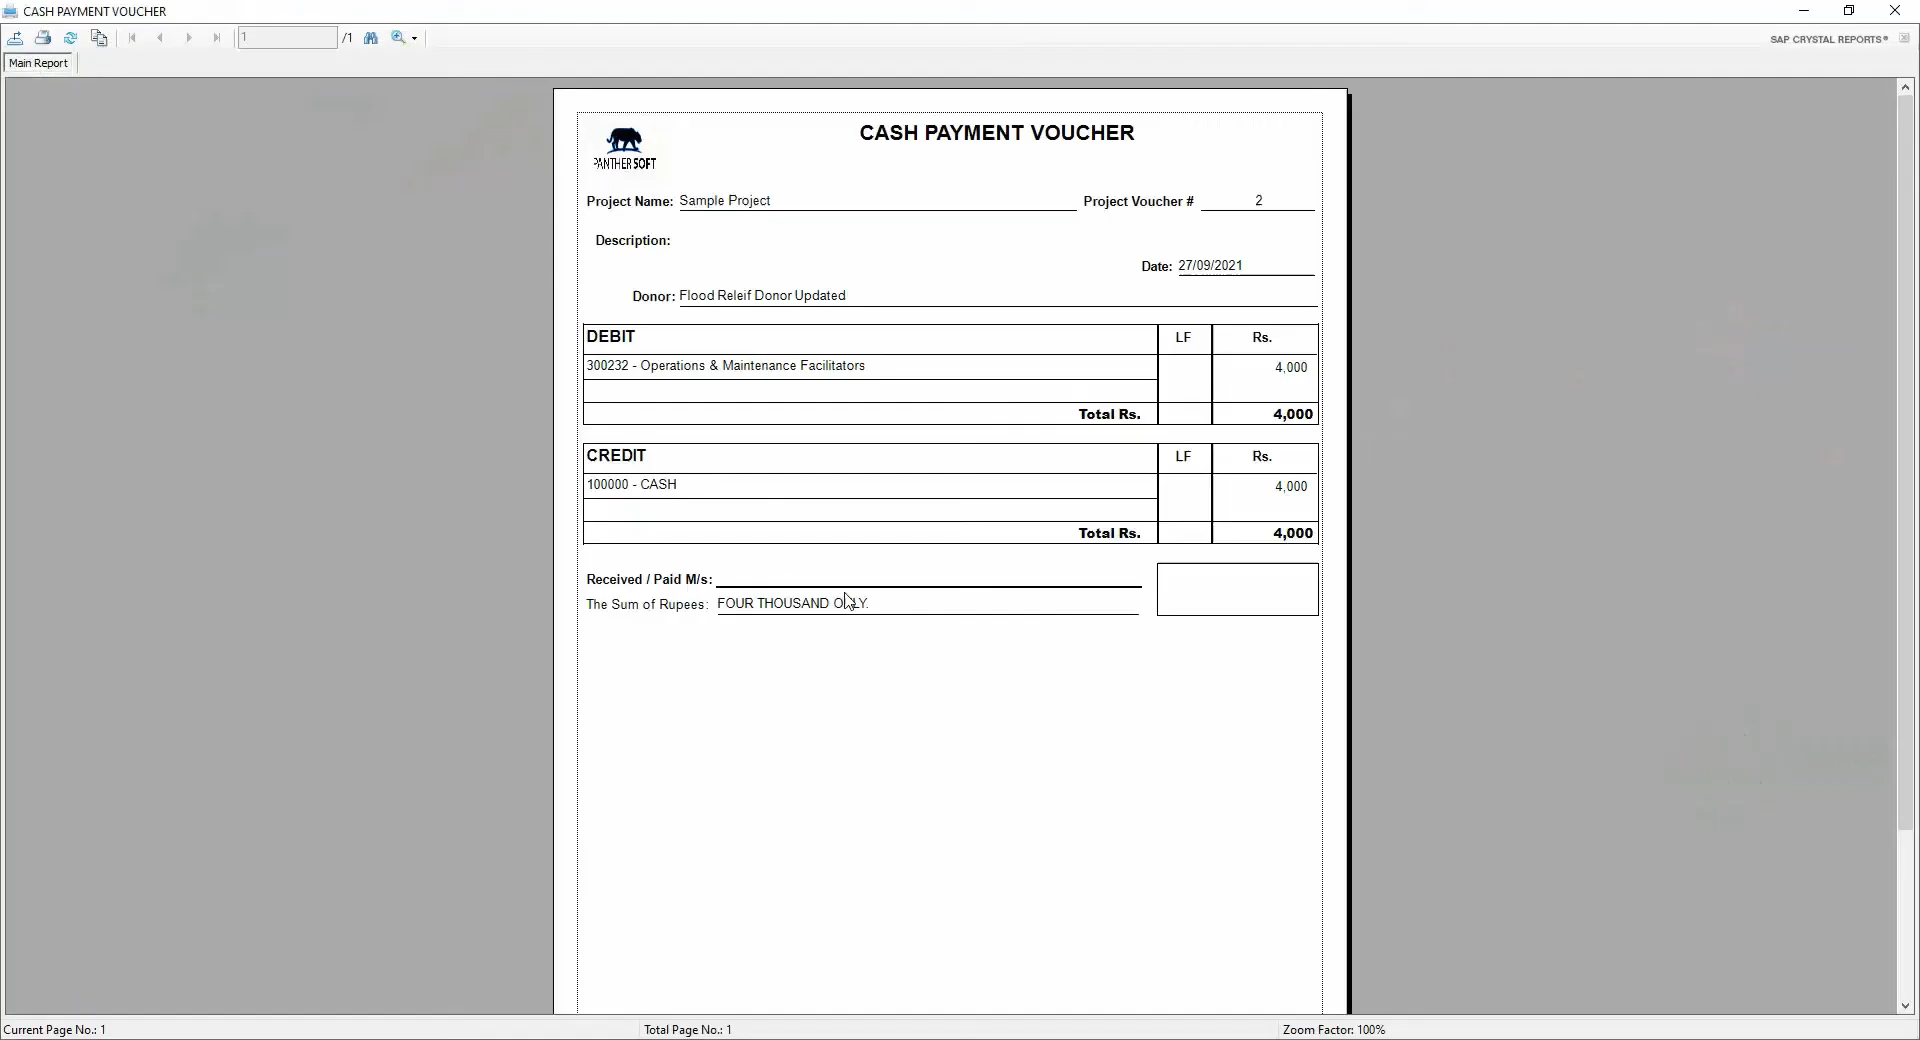 CASH PAYMENT VOUCHER
1 /1
SAP CRYSTAL REPORTS®
Main Report
PANTHER SOFT
CASH PAYMENT VOUCHER
Project Name: Sample Project Project Voucher # 2
Description:
Date: 27/09/2021
Donor: Flood Releif Donor Updated
DEBIT LF Rs.
300232 - Operations & Maintenance Facilitators 4,000
Total Rs. 4,000
CREDIT LF Rs.
100000 - CASH 4,000
Total Rs. 4,000
Received / Paid M/s:
The Sum of Rupees: FOUR THOUSAND ONLY.
Current Page No.: 1 Total Page No.: 1 Zoom Factor: 100%